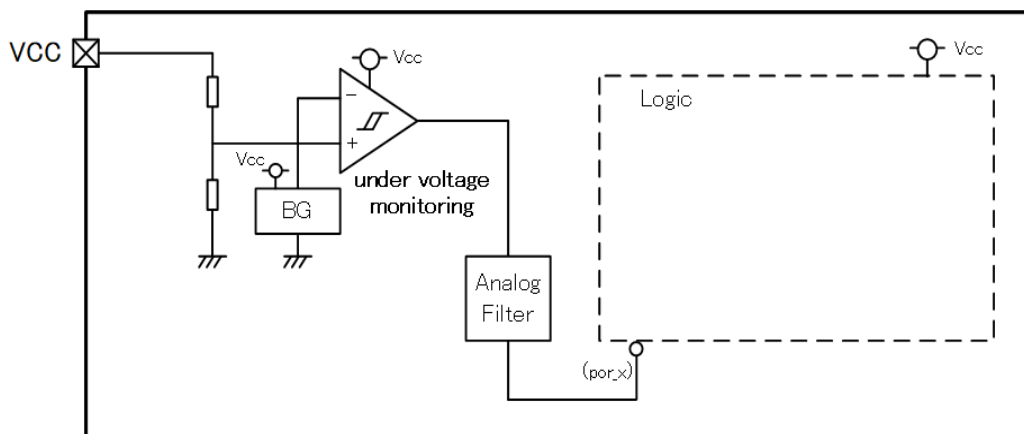 VCC
Vcc
Vcc
Logic
−
+
Vcc
under voltage
monitoring
BG
Analog
Filter
(por_x)